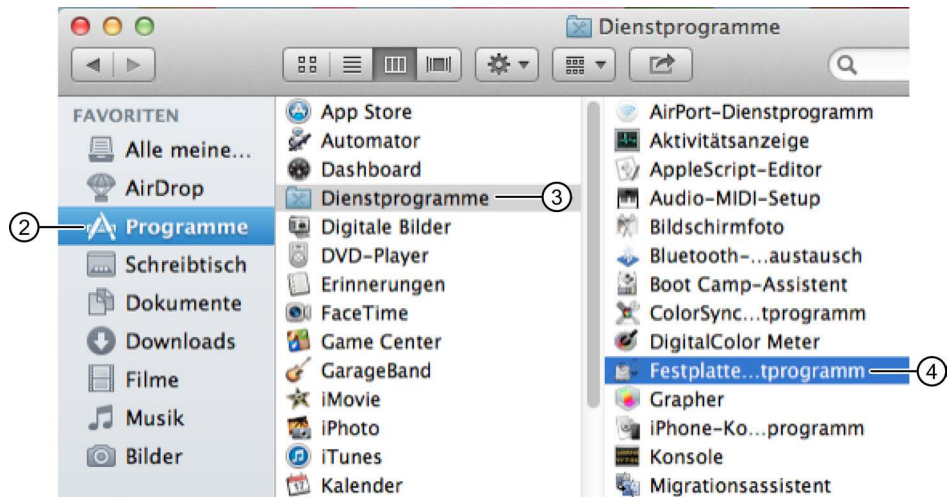 Dienstprogramme
FAVORITEN
Alle meine...
AirDrop
② Programme
Schreibtisch
Dokumente
Downloads
Filme
Musik
Bilder
App Store
Automator
Dashboard
Dienstprogramme ③
Digitale Bilder
DVD-Player
Erinnerungen
FaceTime
Game Center
GarageBand
iMovie
iPhoto
iTunes
Kalender
AirPort-Dienstprogramm
Aktivitätsanzeige
AppleScript-Editor
Audio-MIDI-Setup
Bildschirmfoto
Bluetooth-...austausch
Boot Camp-Assistent
ColorSync...tprogramm
DigitalColor Meter
Festplatte...tprogramm ④
Grapher
iPhone-Ko...programm
Konsole
Migrationsassistent